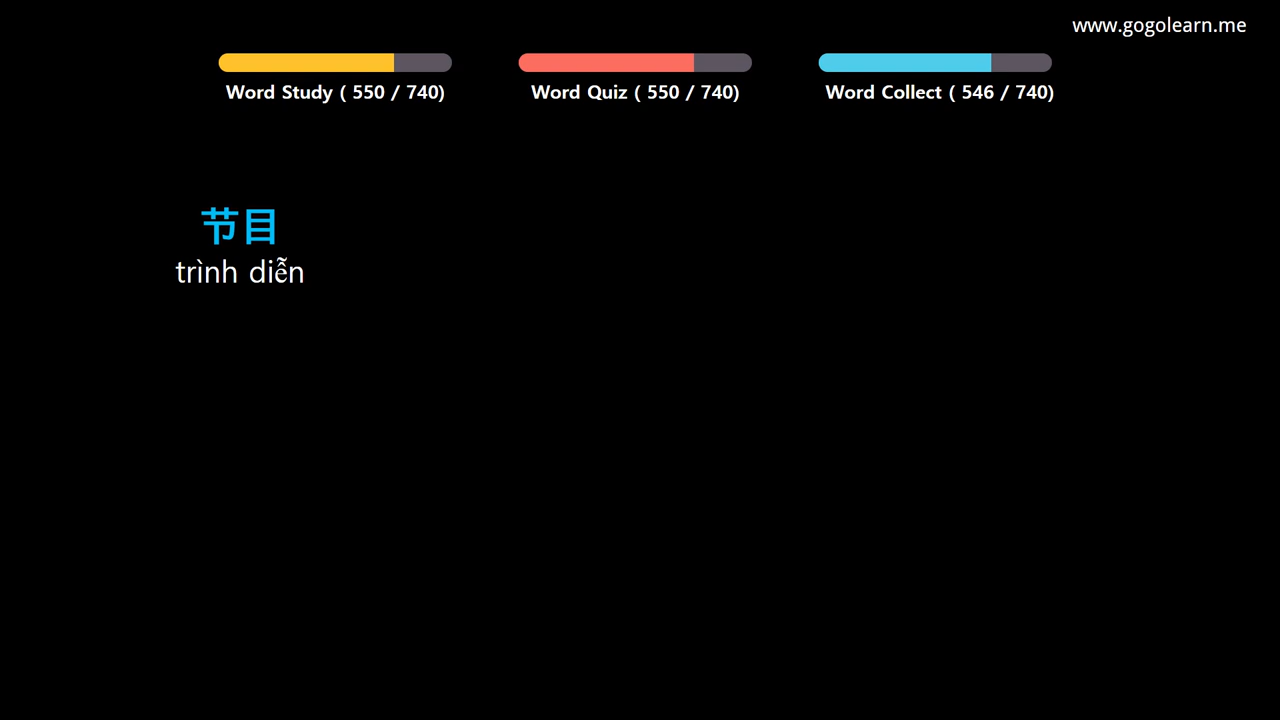 www.gogolearn.me
Word Study ( 550 / 740)
Word Quiz ( 550 / 740)
Word Collect ( 546 / 740)
节目
trình diễn